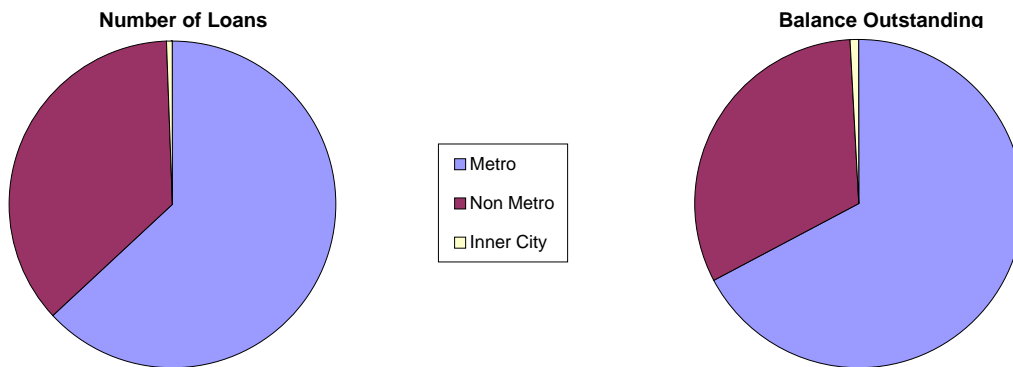 Number of Loans
Balance Outstanding
Metro
Non Metro
Inner City